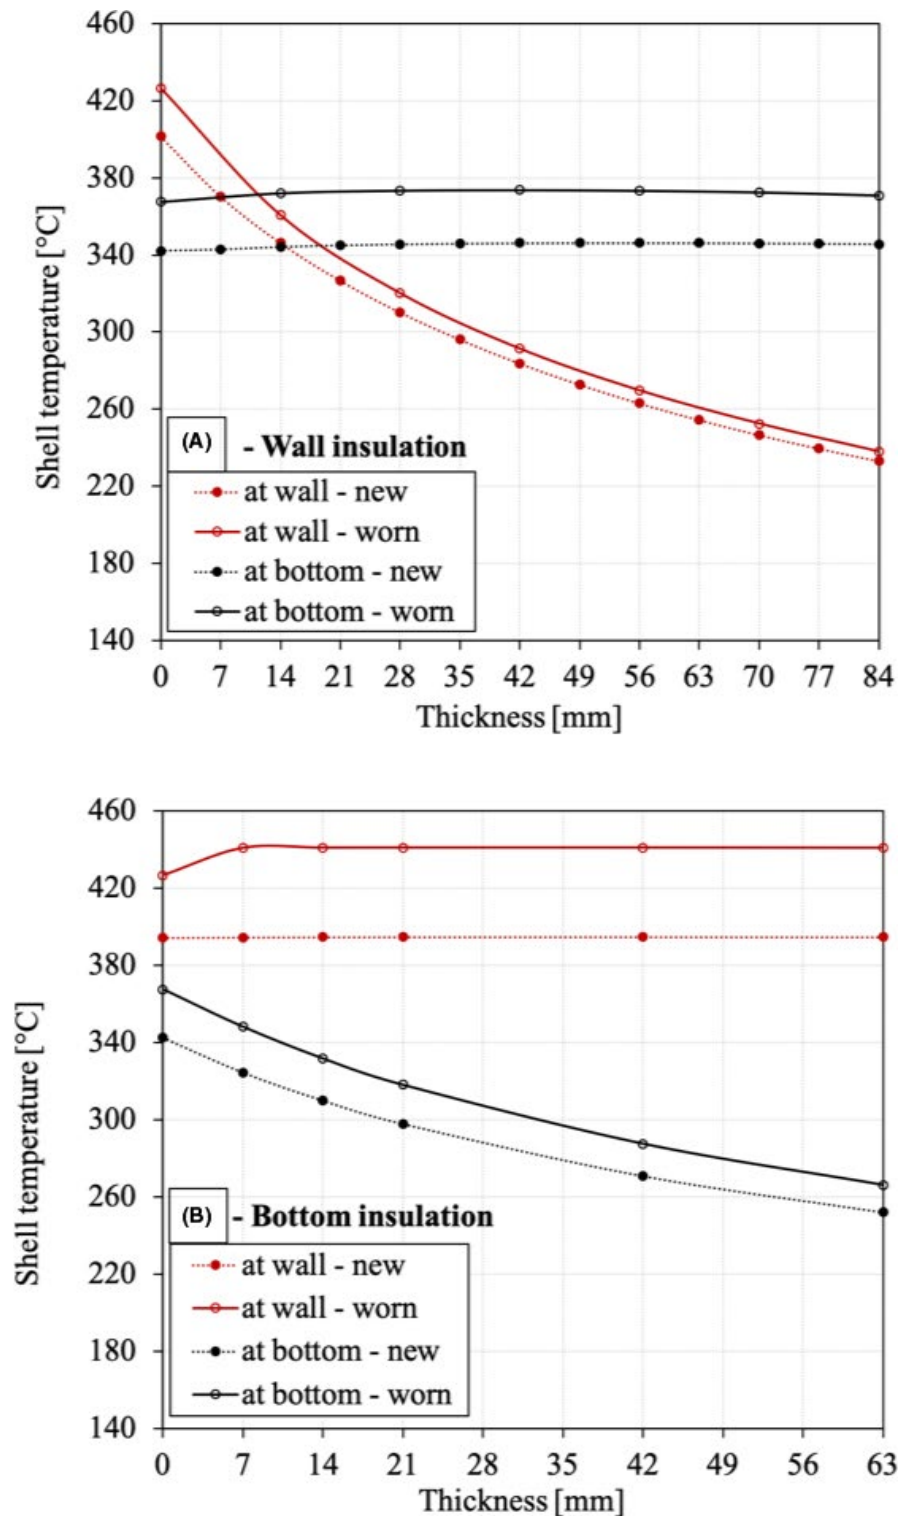 460
420
380
340
300
260
220
180
140
Shell temperature [°C]
(A) - Wall insulation
at wall - new
at wall - worn
at bottom - new
at bottom - worn
0 7 14 21 28 35 42 49 56 63 70 77 84
Thickness [mm]
460
420
380
340
300
260
220
180
140
Shell temperature [°C]
(B) - Bottom insulation
at wall - new
at wall - worn
at bottom - new
at bottom - worn
0 7 14 21 28 35 42 49 56 63
Thickness [mm]